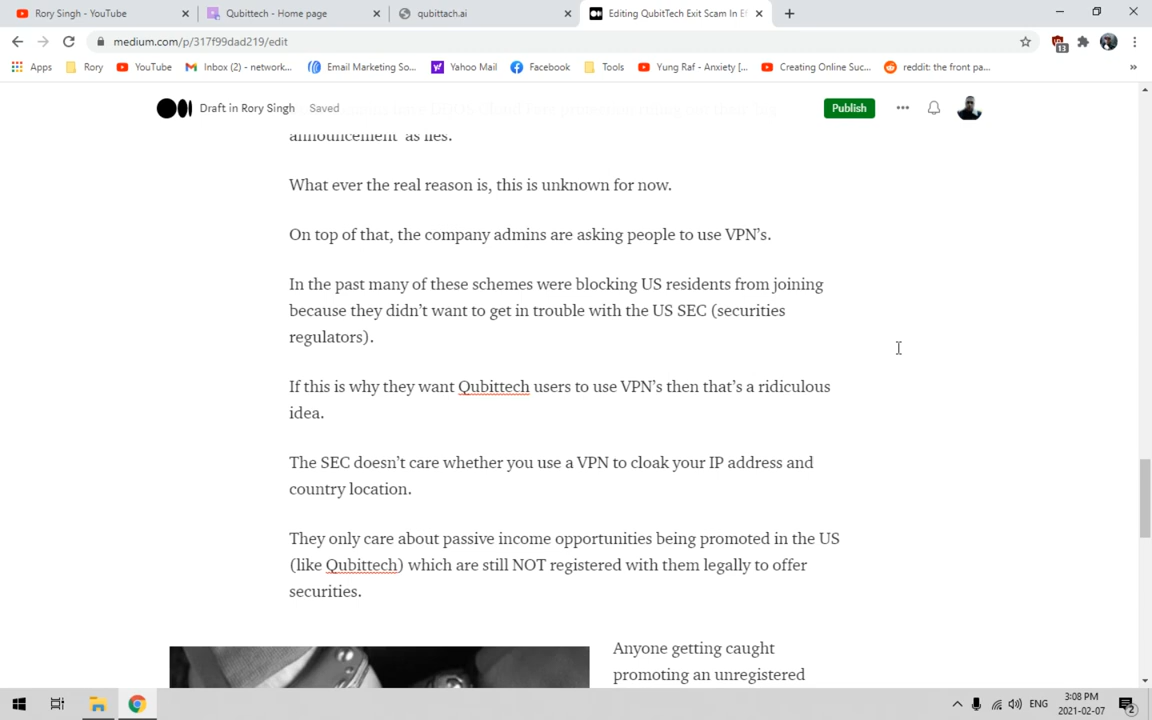 Rory Singh - YouTube
Qubittech - Home page
qubittach.ai
Editing QubitTech Exit Scam In Ef
medium.com/p/317f99dad219/edit
13
Apps
Rory
YouTube
Inbox (2) - network...
Email Marketing So...
Yahoo Mail
Facebook
Tools
Yung Raf - Anxiety [...
Creating Online Suc...
reddit: the front pa...
Draft in Rory Singh
Saved
Publish
announcement" as lies.
What ever the real reason is, this is unknown for now.
On top of that, the company admins are asking people to use VPN's.
In the past many of these schemes were blocking US residents from joining
because they didn't want to get in trouble with the US SEC (securities
regulators).
If this is why they want Qubittech users to use VPN's then that's a ridiculous
idea.
The SEC doesn't care whether you use a VPN to cloak your IP address and
country location.
They only care about passive income opportunities being promoted in the US
(like Qubittech) which are still NOT registered with them legally to offer
securities.
Anyone getting caught
promoting an unregistered
ENG
3:08 PM
2021-02-07
2